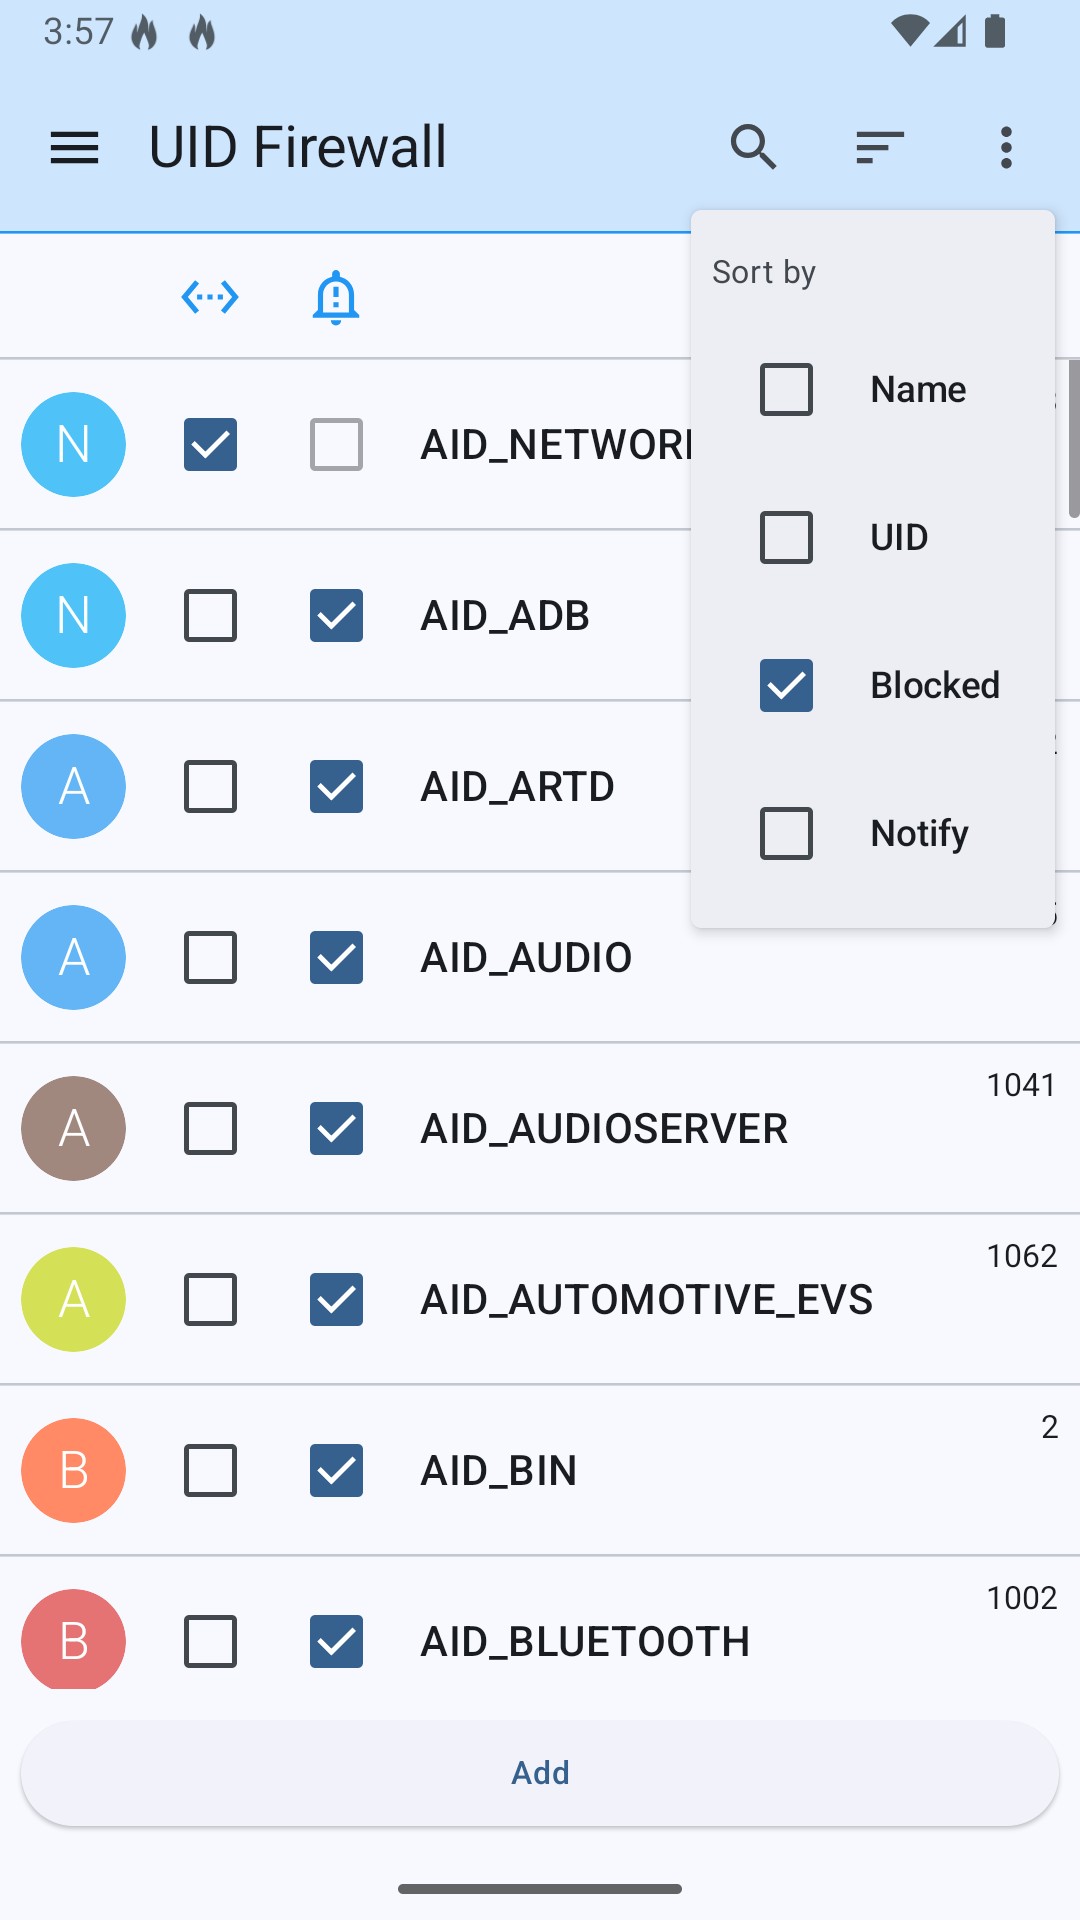 3:57
UID Firewall
Sort by
Name
UID
Blocked
Notify
N
N AID_ADB
A AID_ARTD
A AID_AUDIO
1041
A AID_AUDIOSERVER
1062
A AID_AUTOMOTIVE_EVS
2
B AID_BIN
1002
B AID_BLUETOOTH
Add